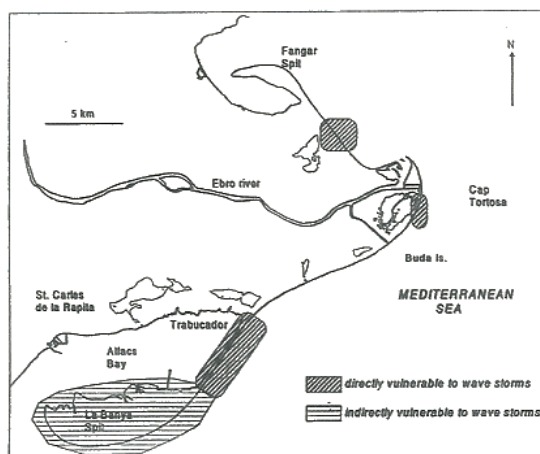 Fangar
Spit
N
5 km
Ebro river
Cap
Tortosa
Buda Is.
St. Carles
de la Rapita
MEDITERRANEAN
SEA
Trabucador
Alfacs
Bay
La Banya
Spit
directly vulnerable to wave storms
indirectly vulnerable to wave storms